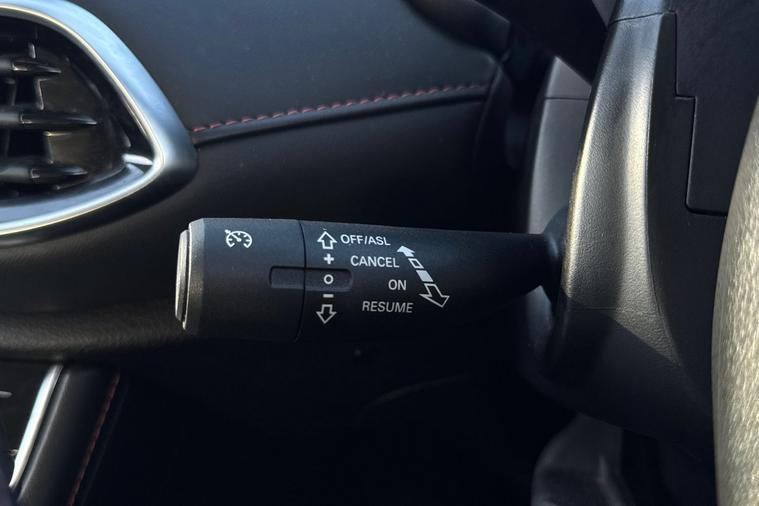 OFF/ASL
+ CANCEL
O ON
− RESUME